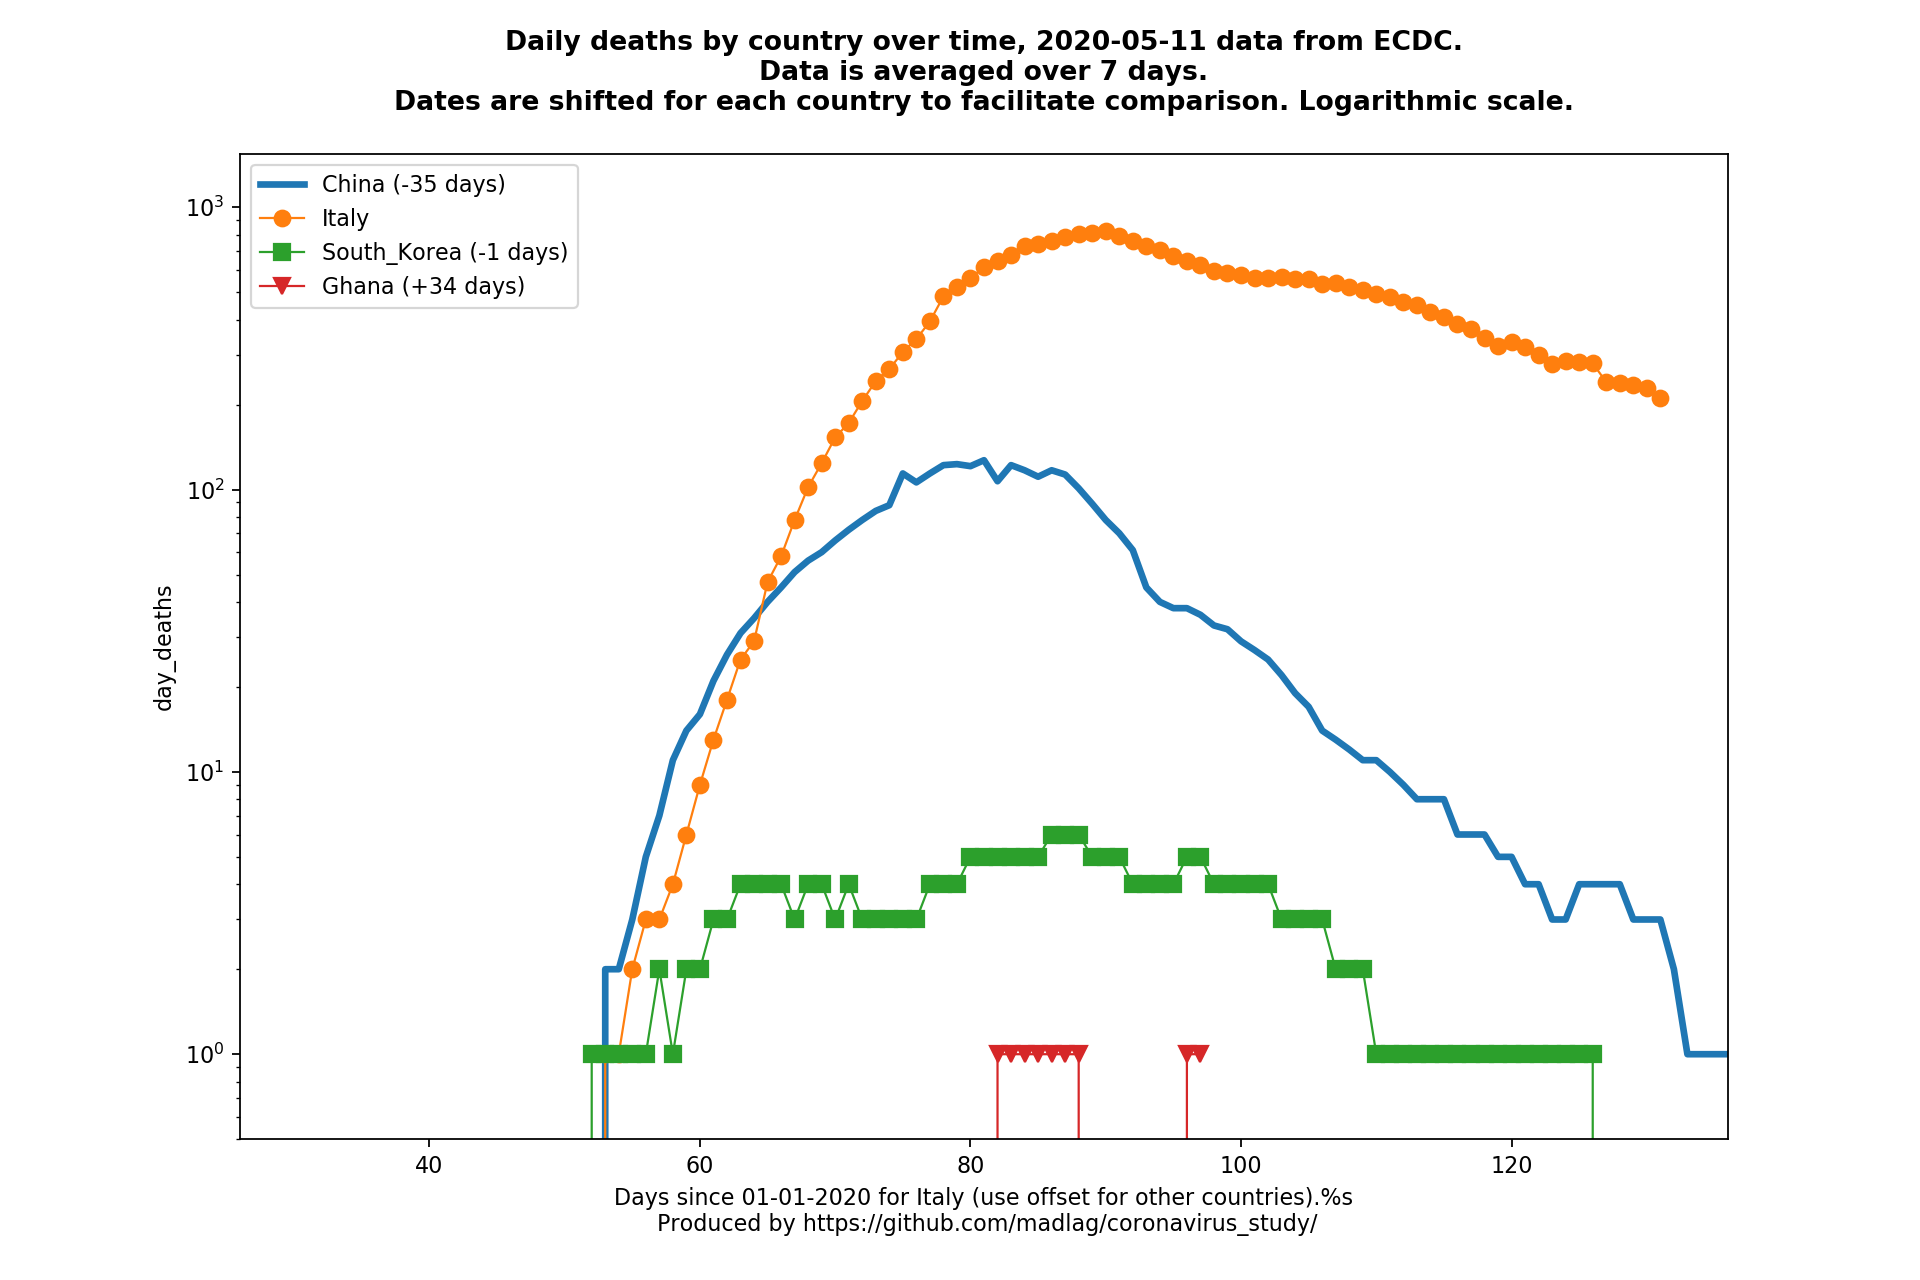 Daily deaths by country over time, 2020-05-11 data from ECDC.
Data is averaged over 7 days.
Dates are shifted for each country to facilitate comparison. Logarithmic scale.
China (-35 days)
Italy
South_Korea (-1 days)
Ghana (+34 days)
10³
10²
10¹
10⁰
day_deaths
40 60 80 100 120
Days since 01-01-2020 for Italy (use offset for other countries).%s
Produced by https://github.com/madlag/coronavirus_study/